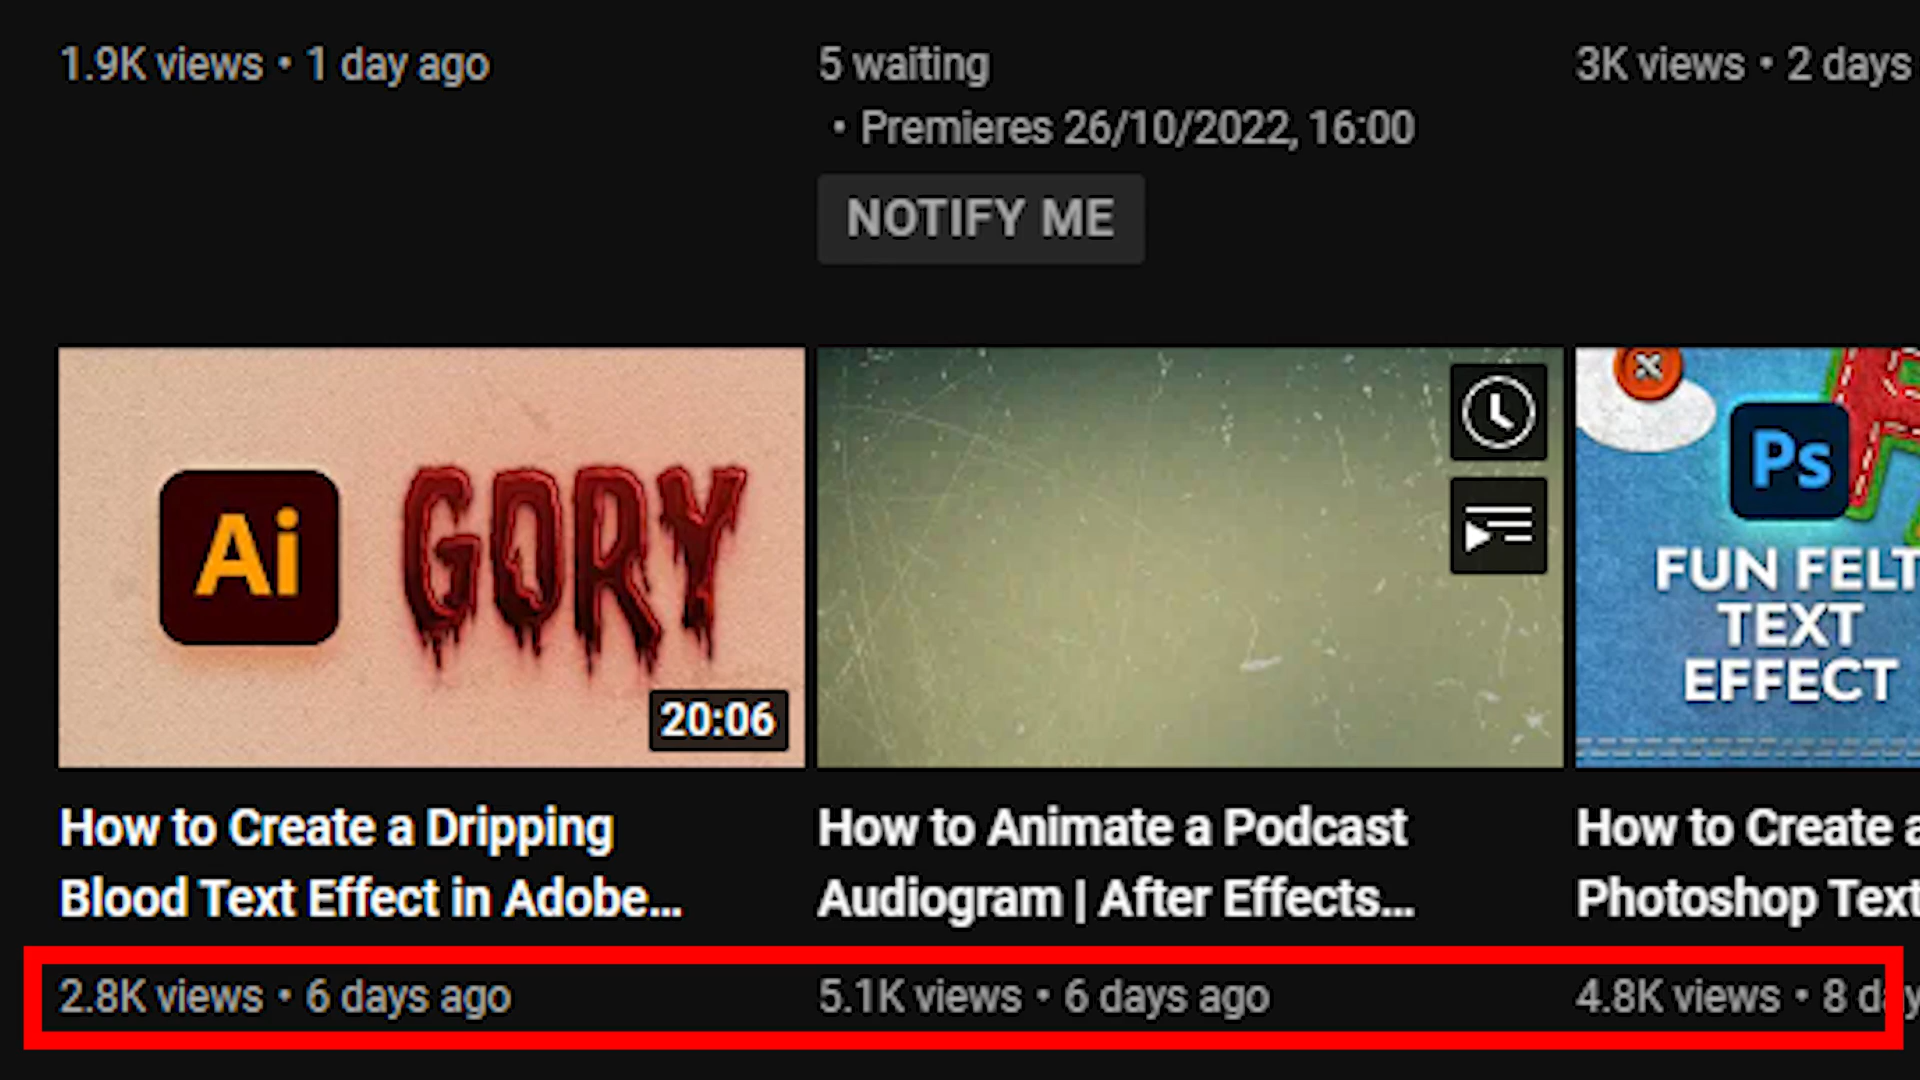 1.9K views • 1 day ago
5 waiting
• Premieres 26/10/2022, 16:00
NOTIFY ME
3K views • 2 days
Ai
GORY
20:06
Ps
FUN FELT
TEXT
EFFECT
How to Create a Dripping
Blood Text Effect in Adobe...
2.8K views • 6 days ago
How to Animate a Podcast
Audiogram | After Effects...
5.1K views • 6 days ago
How to Create a
Photoshop Text
4.8K views • 8 day